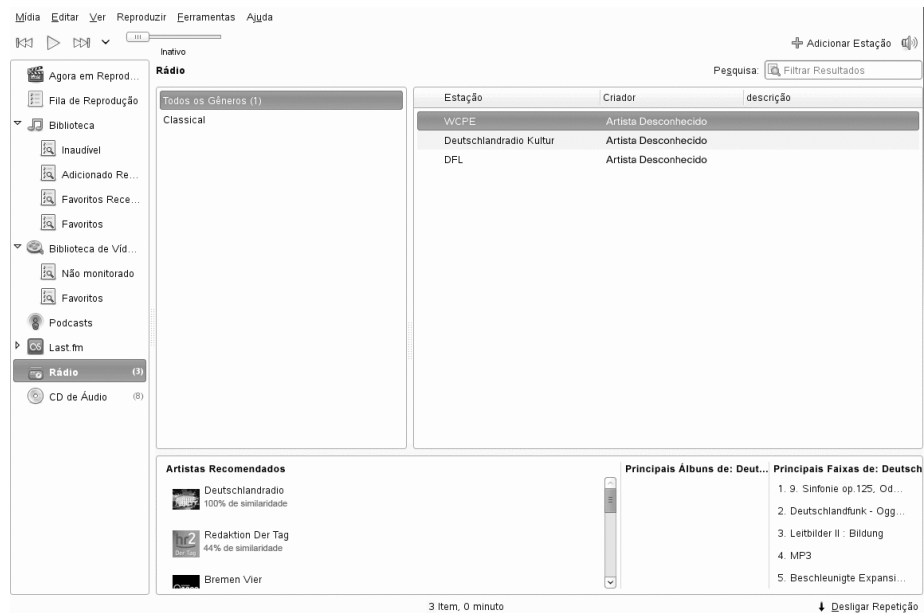 Mídia Editar Ver Reproduzir Ferramentas Ajuda
Inativo
Adicionar Estação
Agora em Reprod...
Fila de Reprodução
Biblioteca
Inaudível
Adicionado Re...
Favoritos Rece...
Favoritos
Biblioteca de Víd...
Não monitorado
Favoritos
Podcasts
Last.fm
Rádio (3)
CD de Áudio (8)
Rádio
Pesquisa: Filtrar Resultados
Todos os Gêneros (1)
Classical
Estação Criador descrição
WCPE Artista Desconhecido
Deutschlandradio Kultur Artista Desconhecido
DFL Artista Desconhecido
Artistas Recomendados
Deutschlandradio
100% de similaridade
hr2
Der Tag
Redaktion Der Tag
44% de similaridade
Bremen Vier
Principais Álbuns de: Deut...
Principais Faixas de: Deutsch
1. 9. Sinfonie op.125, Od...
2. Deutschlandfunk - Ogg...
3. Leitbilder II : Bildung
4. MP3
5. Beschleunigte Expansi...
3 Item, 0 minuto
Desligar Repetição